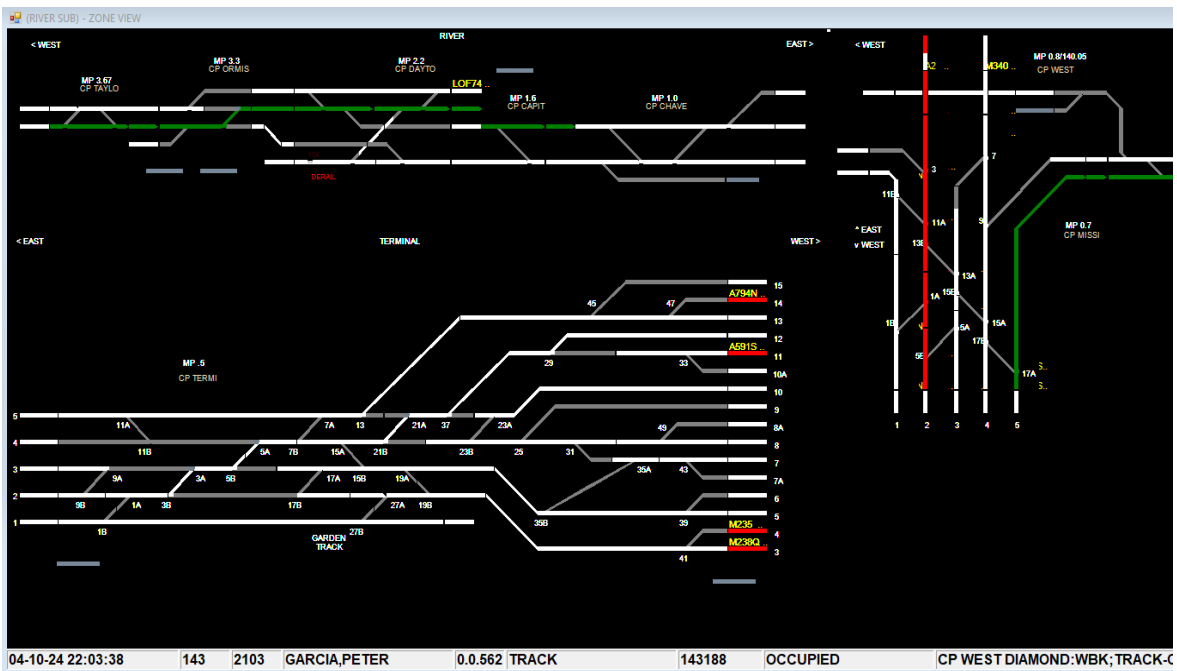 (RIVER SUB) - ZONE VIEW
RIVER
< WEST
EAST >
< WEST
MP 3.67
CP TAYLO
MP 3.3
CP ORMIS
MP 2.2
CP DAYTO
LOF74 ..
MP 1.6
CP CAPIT
MP 1.0
CP CHAVE
DERAIL
A2 ..
M340 ..
MP 0.8/140.05
CP WEST
3
7
11B
11A
9
^ EAST
v WEST
13B
MP 0.7
CP MISSI
13A
1A
15B
1B
5A
15A
17B
5B
17A
S..
S..
1 2 3 4 5
< EAST
TERMINAL
WEST >
MP .5
CP TERMI
45
47
A794N ..
15
14
13
12
A591S ..
11
29
33
10A
10
9
8A
49
8
7
7A
6
5
M235 ..
4
M238Q ..
3
5
11A
7A
13
21A
37
23A
4
11B
5A
7B
15A
21B
23B
25
31
3
9A
3A
5B
17A
15B
19A
35A
43
2
9B
1A
3B
17B
27A
19B
1
1B
27B
35B
39
41
GARDEN
TRACK
04-10-24 22:03:38 143 2103 GARCIA,PETER 0.0.562 TRACK 143188 OCCUPIED CP WEST DIAMOND:WBK; TRACK-